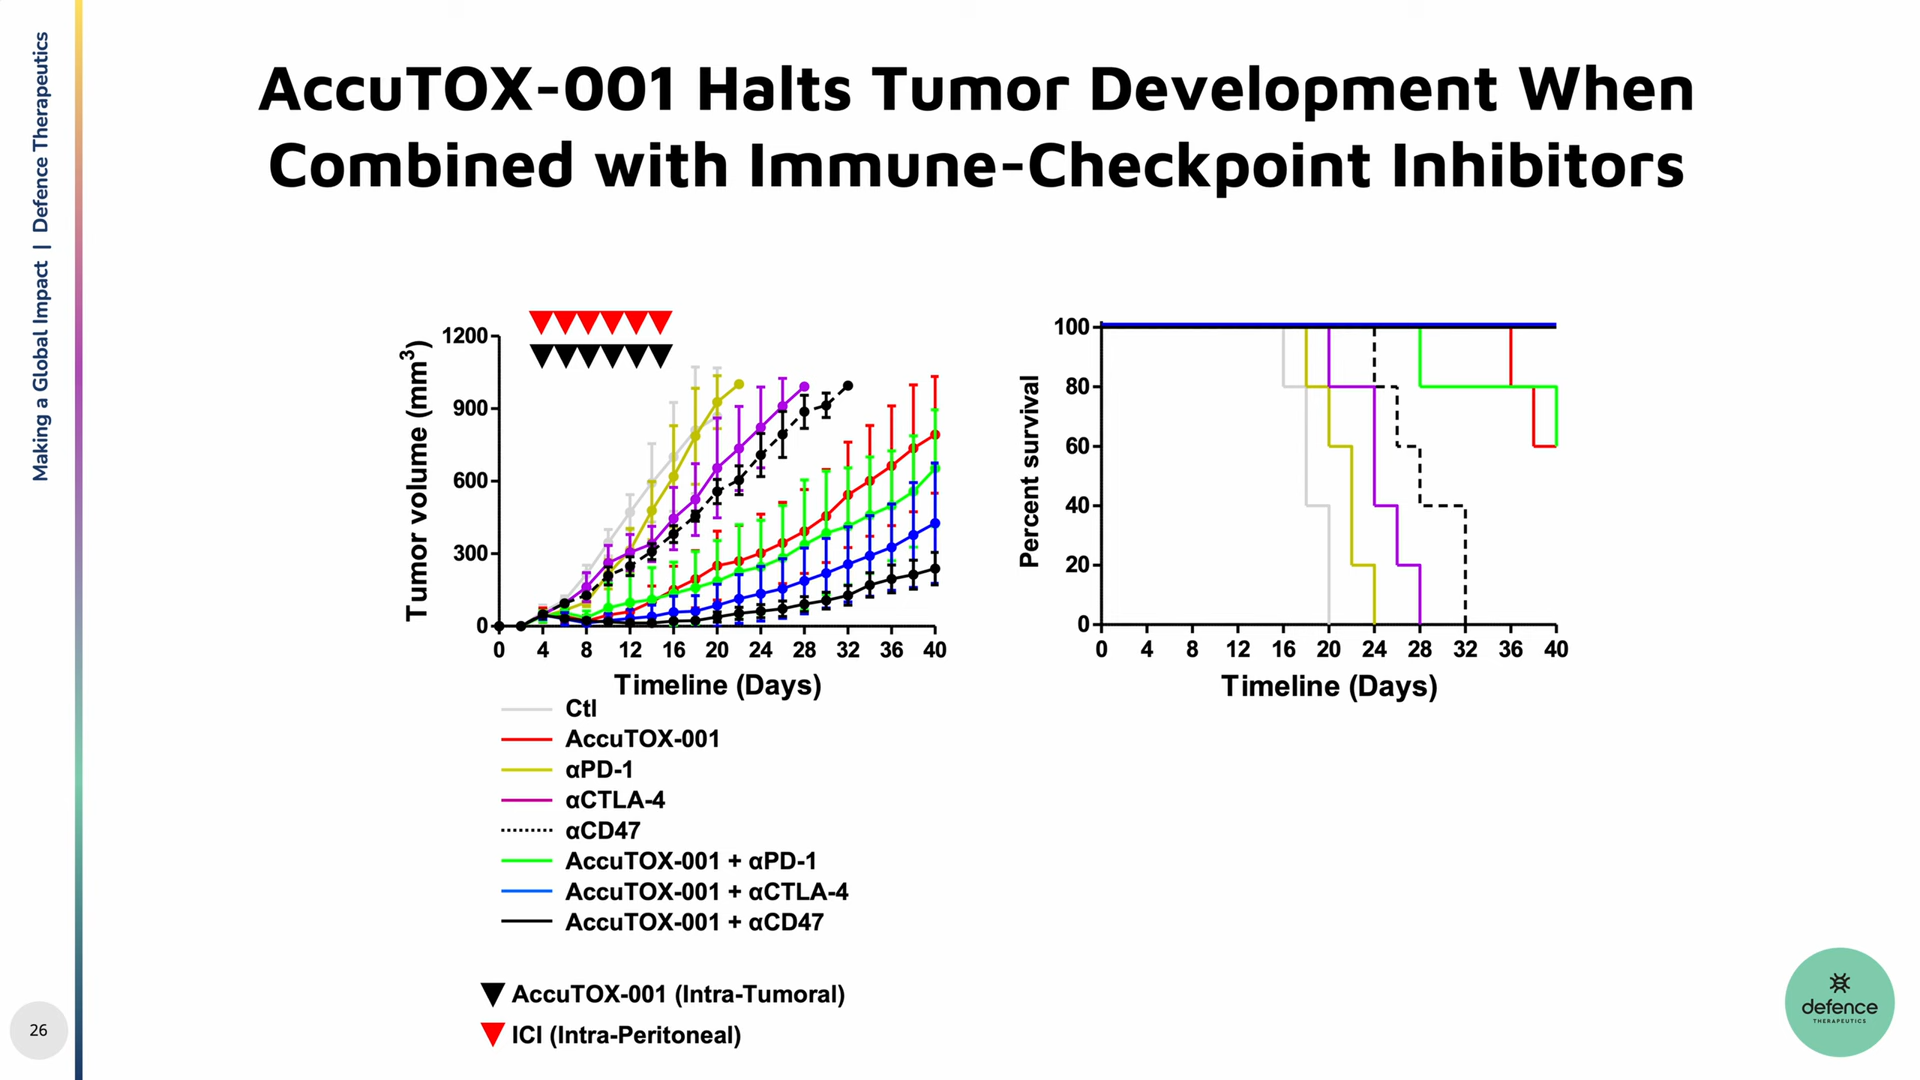 Making a Global Impact | Defence Therapeutics
AccuTOX-001 Halts Tumor Development When
Combined with Immune-Checkpoint Inhibitors
Tumor volume (mm³)
1200
900
600
300
0
0 4 8 12 16 20 24 28 32 36 40
Timeline (Days)
Percent survival
100
80
60
40
20
0
0 4 8 12 16 20 24 28 32 36 40
Timeline (Days)
Ctl
AccuTOX-001
αPD-1
αCTLA-4
αCD47
AccuTOX-001 + αPD-1
AccuTOX-001 + αCTLA-4
AccuTOX-001 + αCD47
AccuTOX-001 (Intra-Tumoral)
ICI (Intra-Peritoneal)
26
defence
THERAPEUTICS